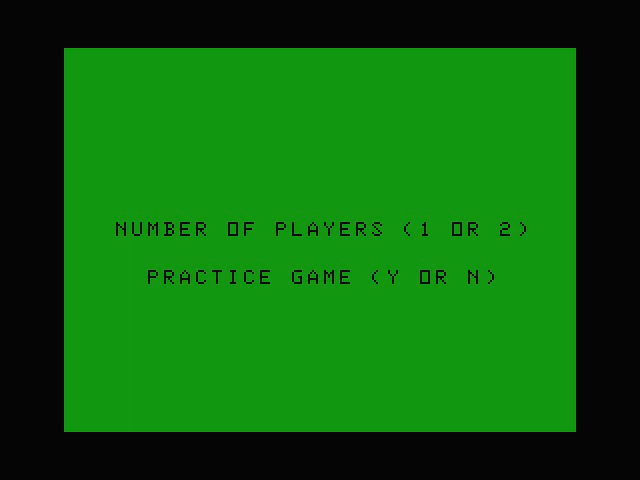 NUMBER OF PLAYERS (1 OR 2)
PRACTICE GAME (Y OR N)